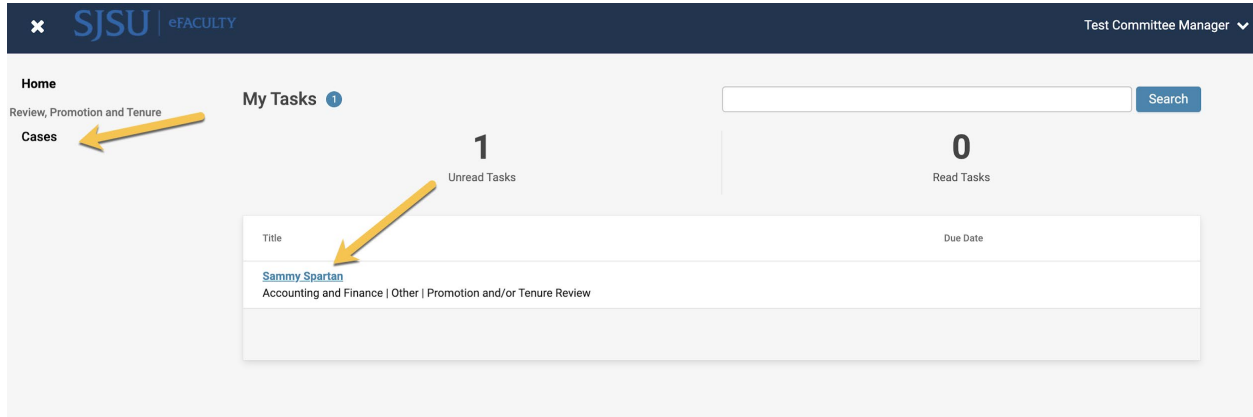 SJSU | eFACULTY
Test Committee Manager
Home
Review, Promotion and Tenure
Cases
My Tasks 1
Search
1
Unread Tasks
0
Read Tasks
Title
Due Date
Sammy Spartan
Accounting and Finance | Other | Promotion and/or Tenure Review